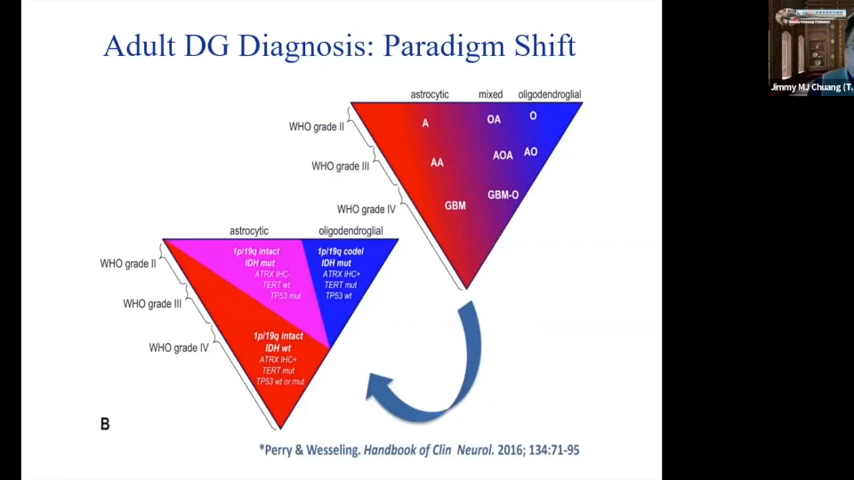 Adult DG Diagnosis: Paradigm Shift
astrocytic mixed oligodendroglial
WHO grade II
A OA O
WHO grade III
AA AOA AO
WHO grade IV
GBM GBM-O
astrocytic oligodendroglial
WHO grade II
1p/19q intact
IDH mut
ATRX IHC-
TERT wt
TP53 mut
1p/19q codel
IDH mut
ATRX IHC+
TERT mut
TP53 wt
WHO grade III
WHO grade IV
1p/19q intact
IDH wt
ATRX IHC+
TERT mut
TP53 wt or mut
B
*Perry & Wesseling. Handbook of Clin Neurol. 2016; 134:71-95
Jimmy MJ Chuang (T...